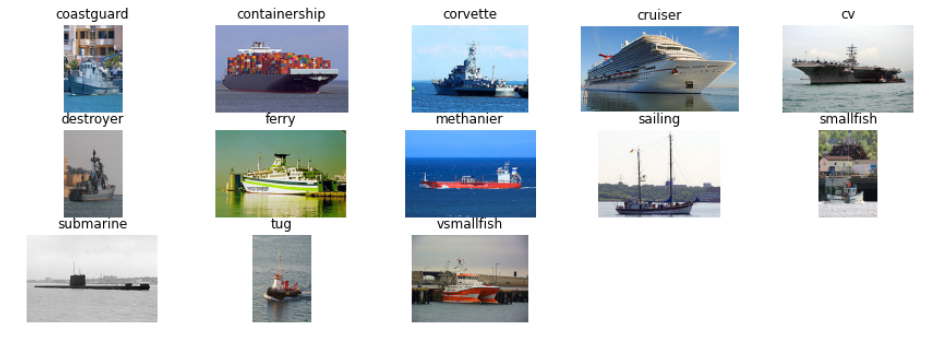 coastguard
containership
corvette
cruiser
cv
destroyer
ferry
methanier
sailing
smallfish
submarine
tug
vsmallfish